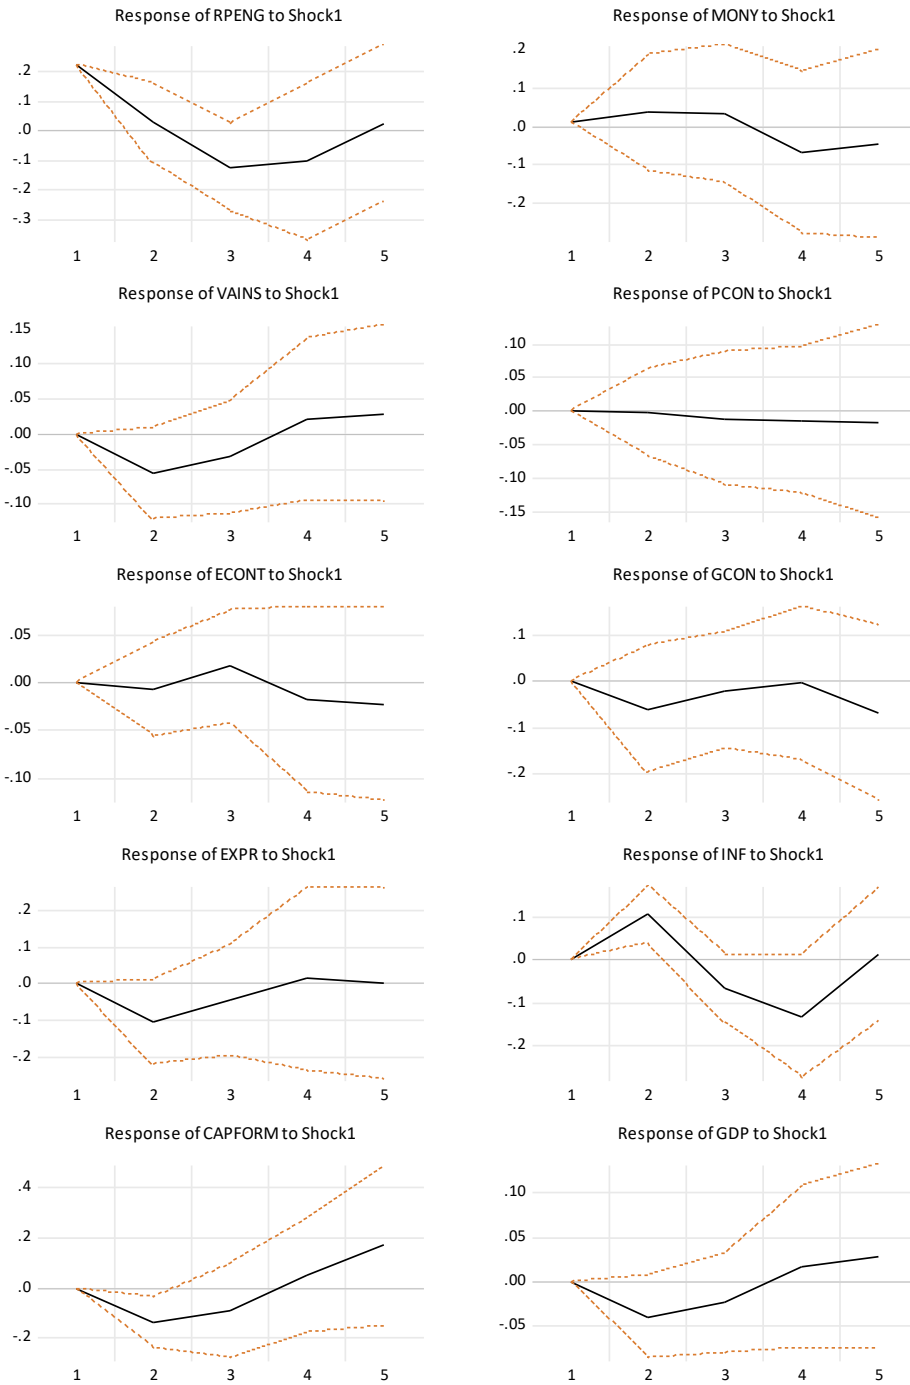 Response of RPENG to Shock1
.2
.1
.0
-.1
-.2
-.3
1 2 3 4 5
Response of MONY to Shock1
.2
.1
.0
-.1
-.2
1 2 3 4 5
Response of VAINS to Shock1
.15
.10
.05
.00
-.05
-.10
1 2 3 4 5
Response of PCON to Shock1
.10
.05
.00
-.05
-.10
-.15
1 2 3 4 5
Response of ECONT to Shock1
.05
.00
-.05
-.10
1 2 3 4 5
Response of GCON to Shock1
.1
.0
-.1
-.2
1 2 3 4 5
Response of EXPR to Shock1
.2
.1
.0
-.1
-.2
1 2 3 4 5
Response of INF to Shock1
.1
.0
-.1
-.2
1 2 3 4 5
Response of CAPFORM to Shock1
.4
.2
.0
-.2
1 2 3 4 5
Response of GDP to Shock1
.10
.05
.00
-.05
1 2 3 4 5